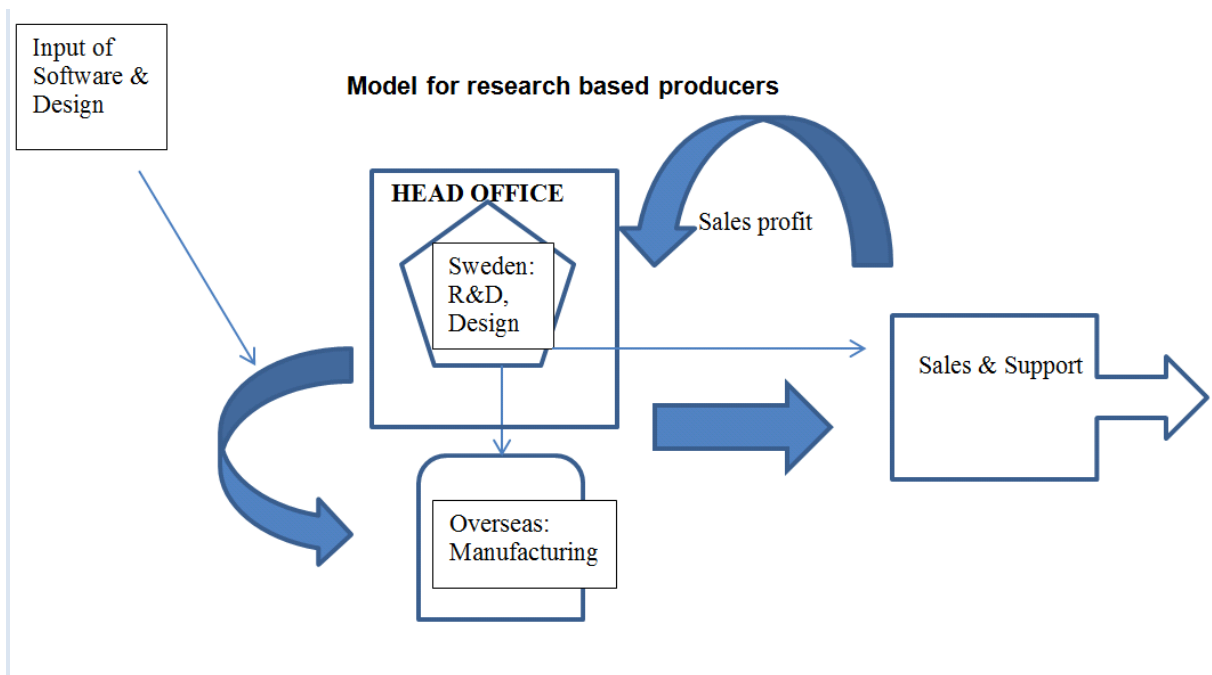 Input of
Software &
Design
Model for research based producers
HEAD OFFICE
Sweden:
R&D,
Design
Sales profit
Sales & Support
Overseas:
Manufacturing